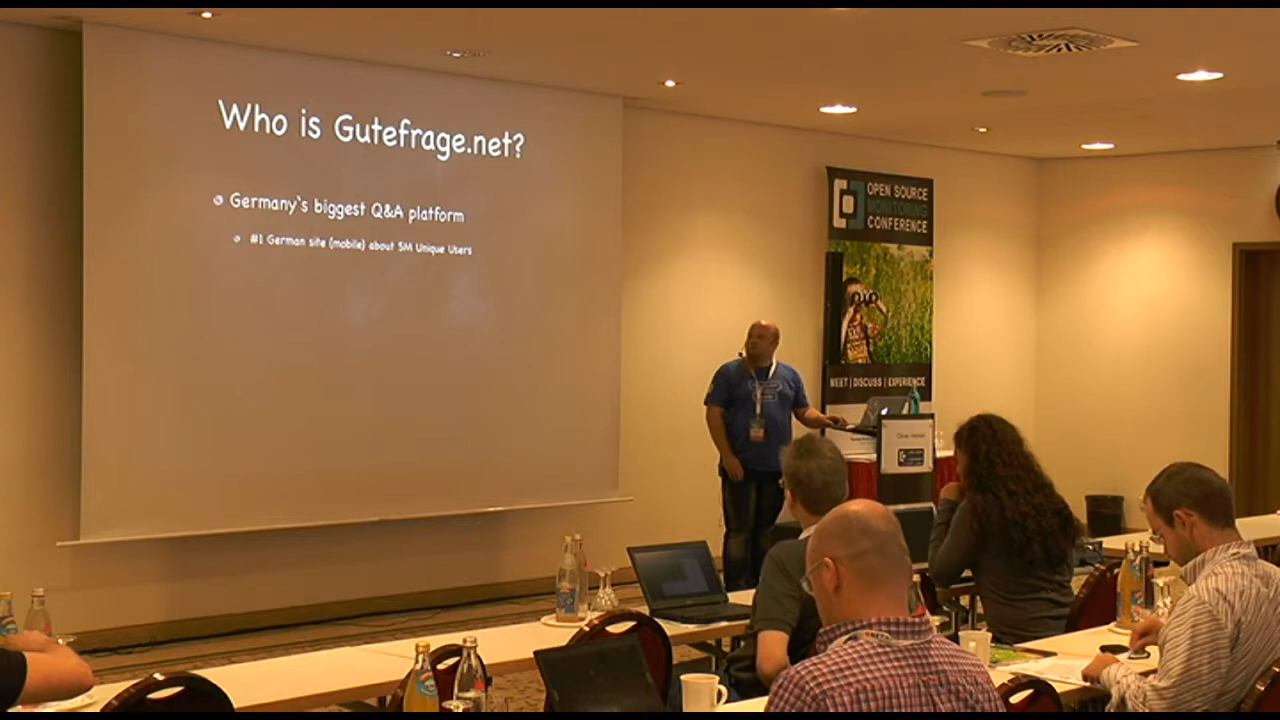 Who is Gutefrage.net?
Germany's biggest Q&A platform
#1 German site (mobile) about 5M Unique Users
OPEN SOURCE
MONITORING
CONFERENCE
MEET | DISCUSS | EXPERIENCE